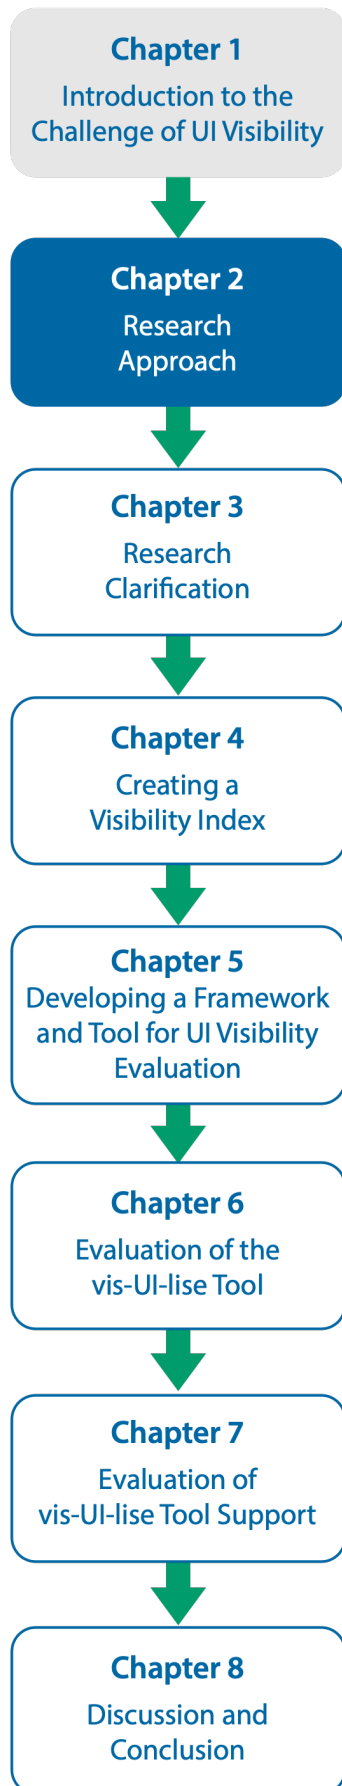 Chapter 1
Introduction to the
Challenge of UI Visibility
Chapter 2
Research
Approach
Chapter 3
Research
Clarification
Chapter 4
Creating a
Visibility Index
Chapter 5
Developing a Framework
and Tool for UI Visibility
Evaluation
Chapter 6
Evaluation of the
vis-UI-lise Tool
Chapter 7
Evaluation of
vis-UI-lise Tool Support
Chapter 8
Discussion and
Conclusion